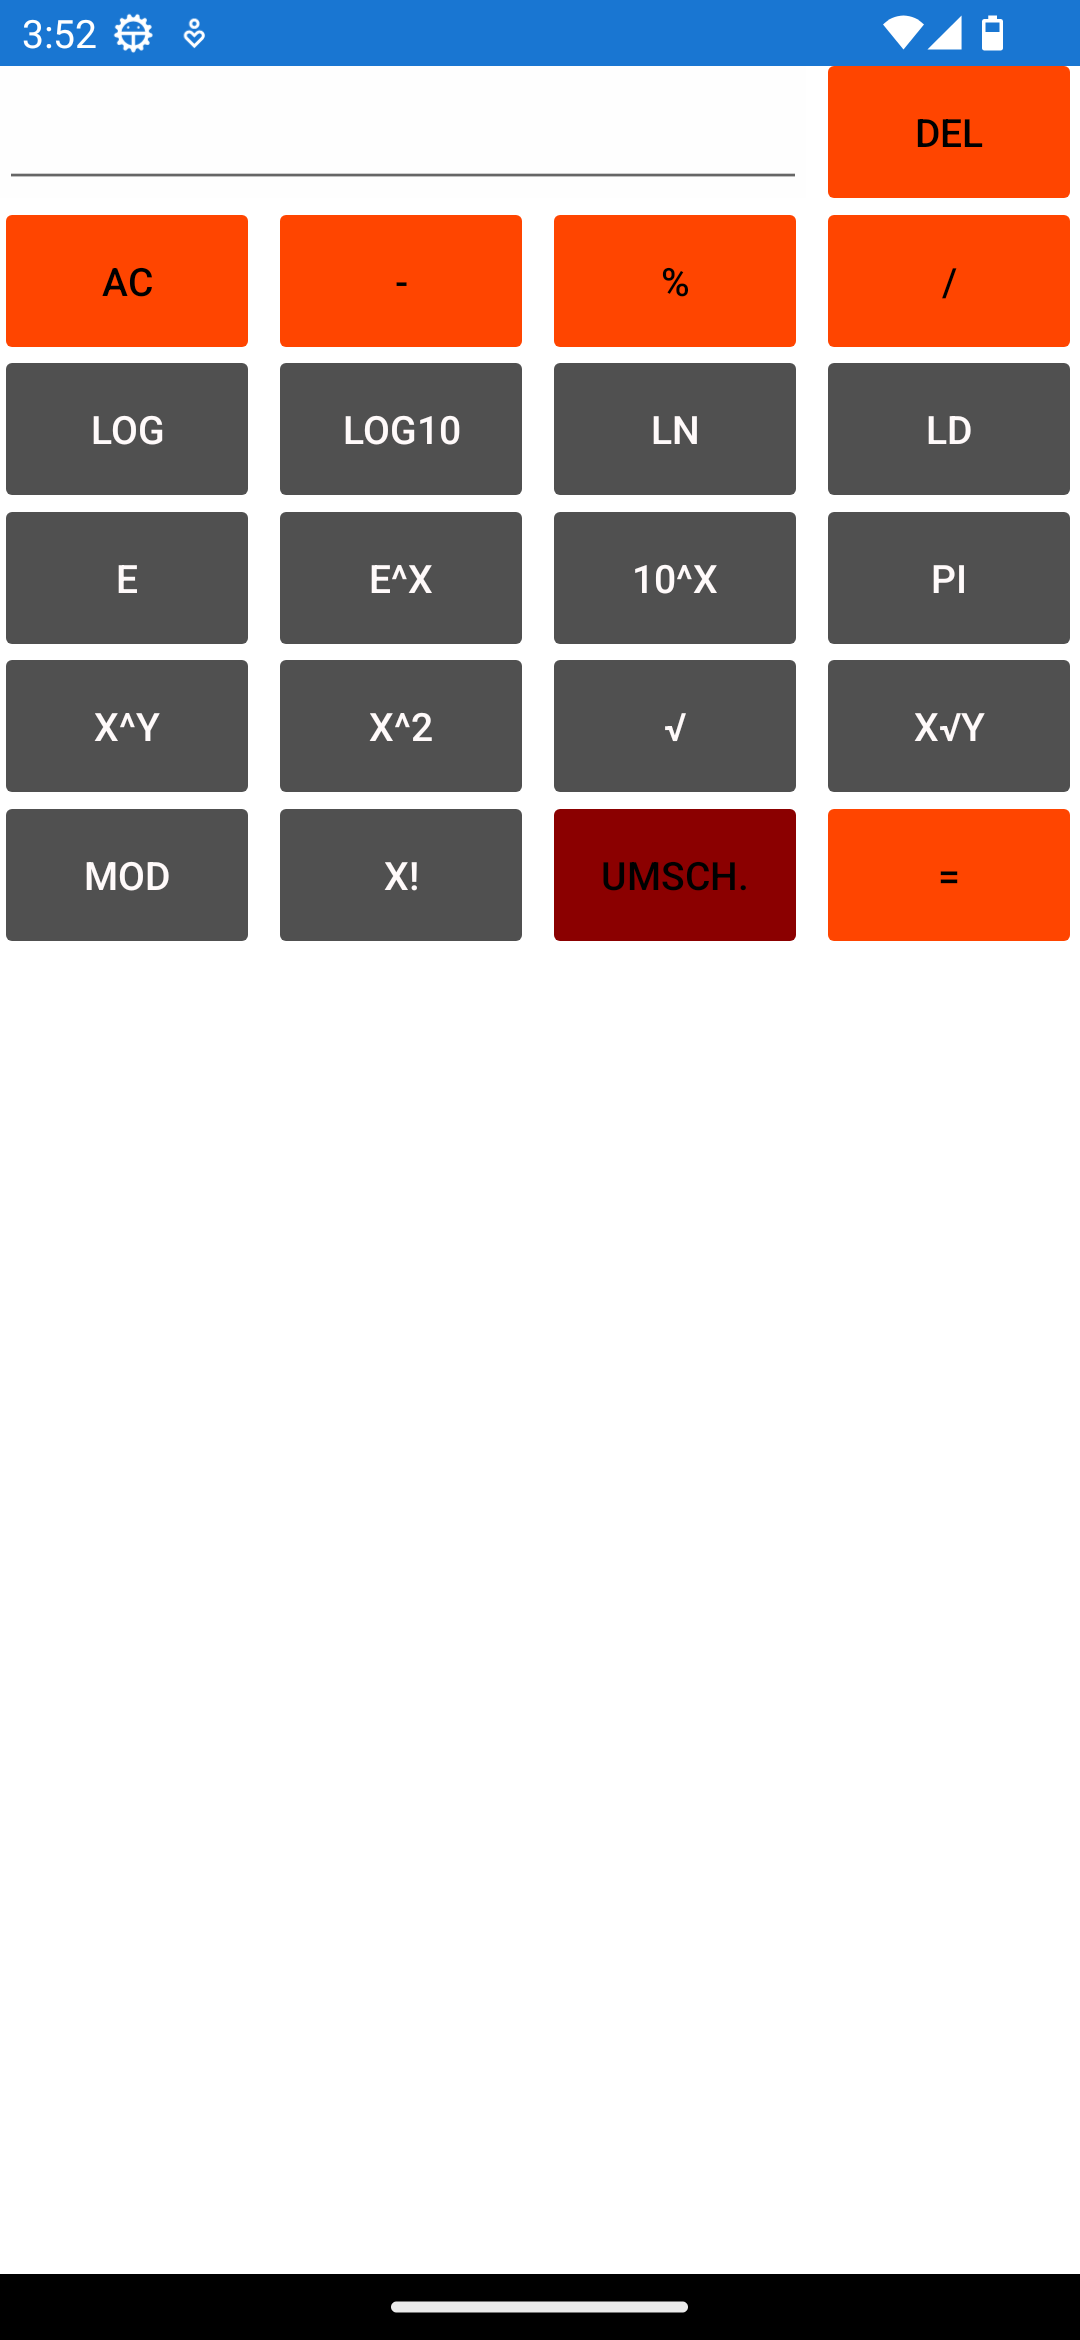 3:52
DEL
AC - % /
LOG LOG10 LN LD
E E^X 10^X PI
X^Y X^2 √ X√Y
MOD X! UMSCH. =